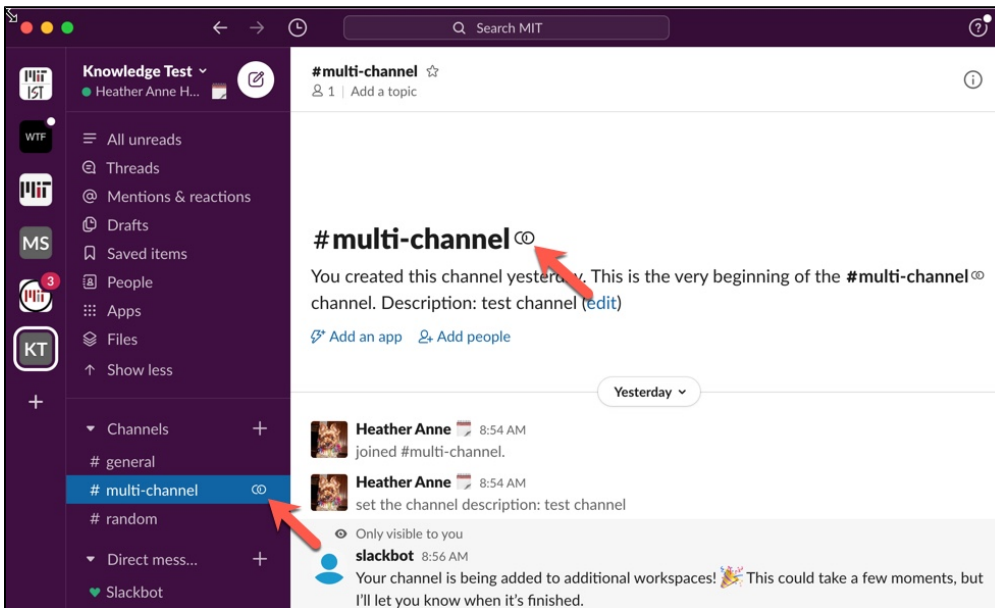 Search MIT
MIT
IST
WTF
MIT
MS
3
MIT
KT
Knowledge Test
Heather Anne H...
All unreads
Threads
@ Mentions & reactions
Drafts
Saved items
People
Apps
Files
Show less
Channels
# general
# multi-channel
# random
Direct mess...
Slackbot
#multi-channel
1 | Add a topic
#multi-channel
You created this channel yesterday. This is the very beginning of the #multi-channel
channel. Description: test channel (edit)
Add an app Add people
Yesterday
Heather Anne 8:54 AM
joined #multi-channel.
Heather Anne 8:54 AM
set the channel description: test channel
Only visible to you
slackbot 8:56 AM
Your channel is being added to additional workspaces! 🎉 This could take a few moments, but
I'll let you know when it's finished.